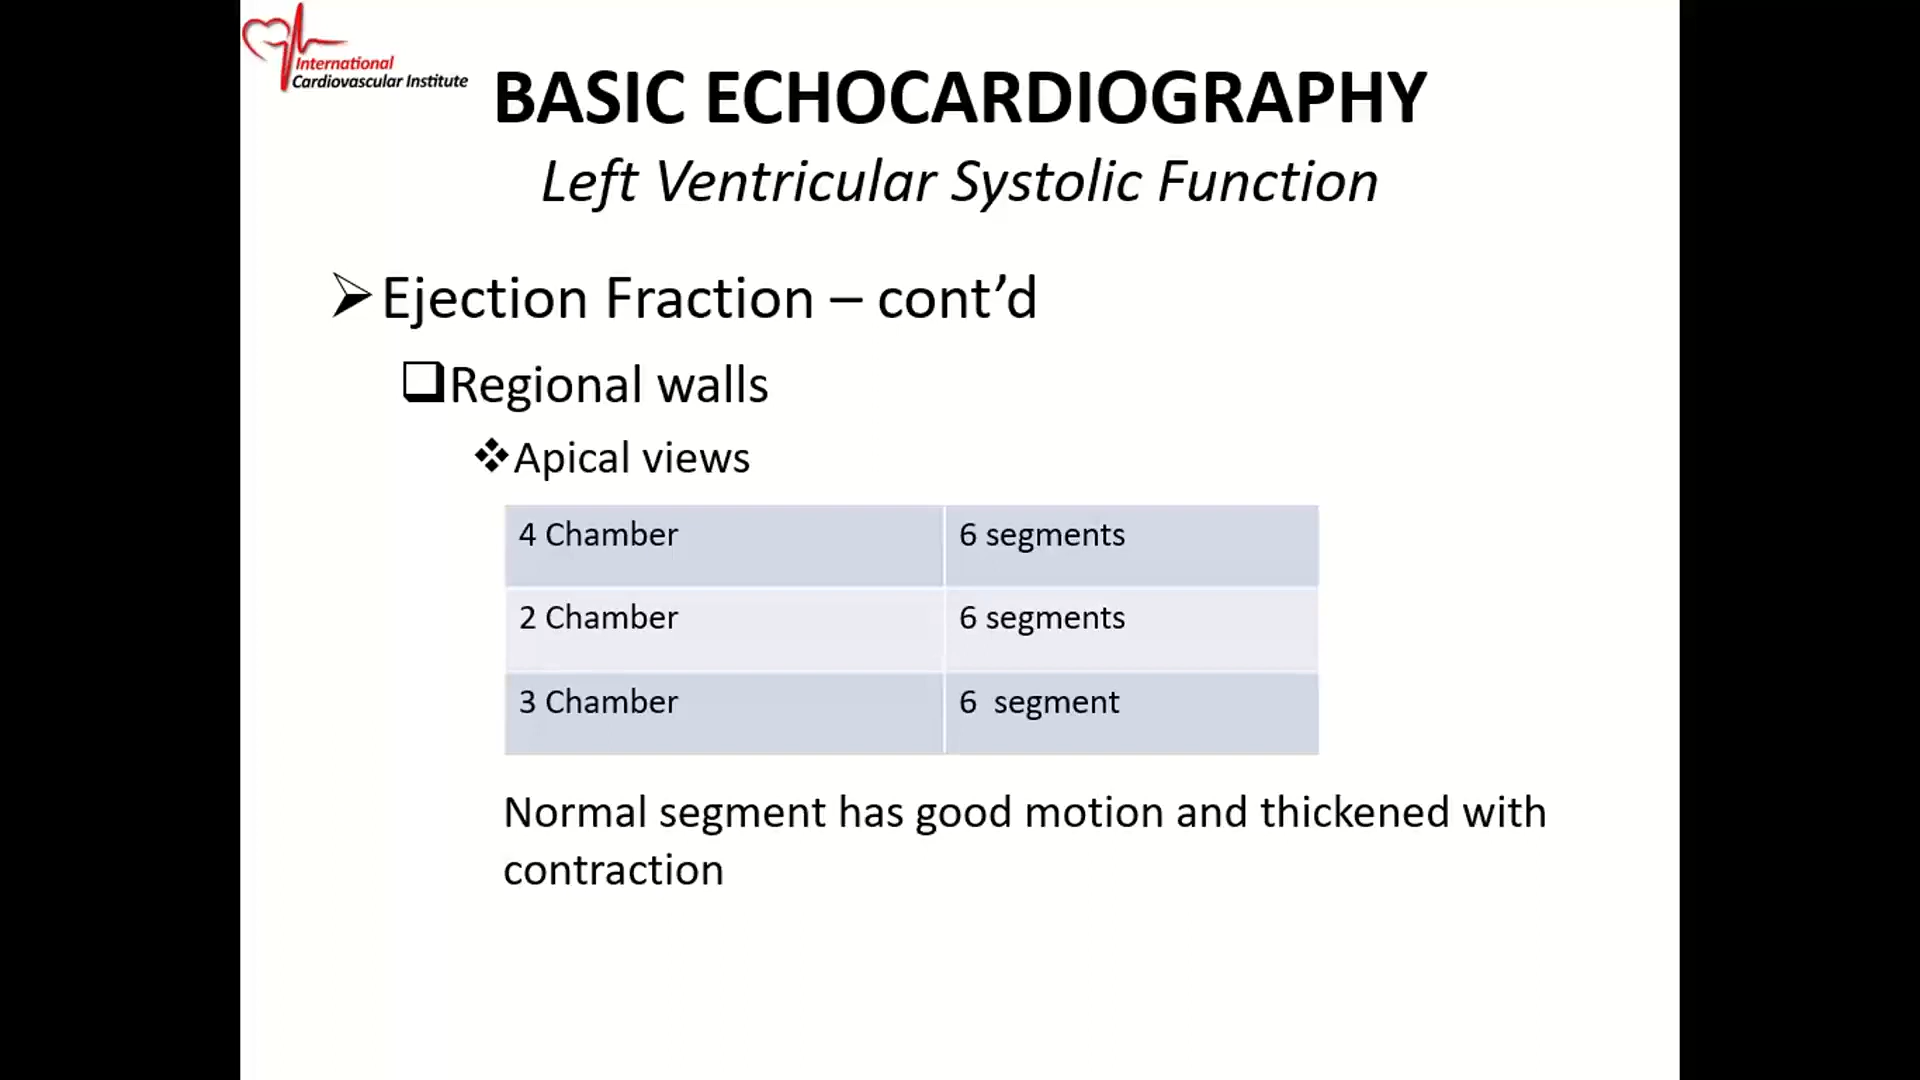 International
Cardiovascular Institute
BASIC ECHOCARDIOGRAPHY
Left Ventricular Systolic Function
Ejection Fraction – cont’d
Regional walls
Apical views
4 Chamber 6 segments
2 Chamber 6 segments
3 Chamber 6 segment
Normal segment has good motion and thickened with
contraction